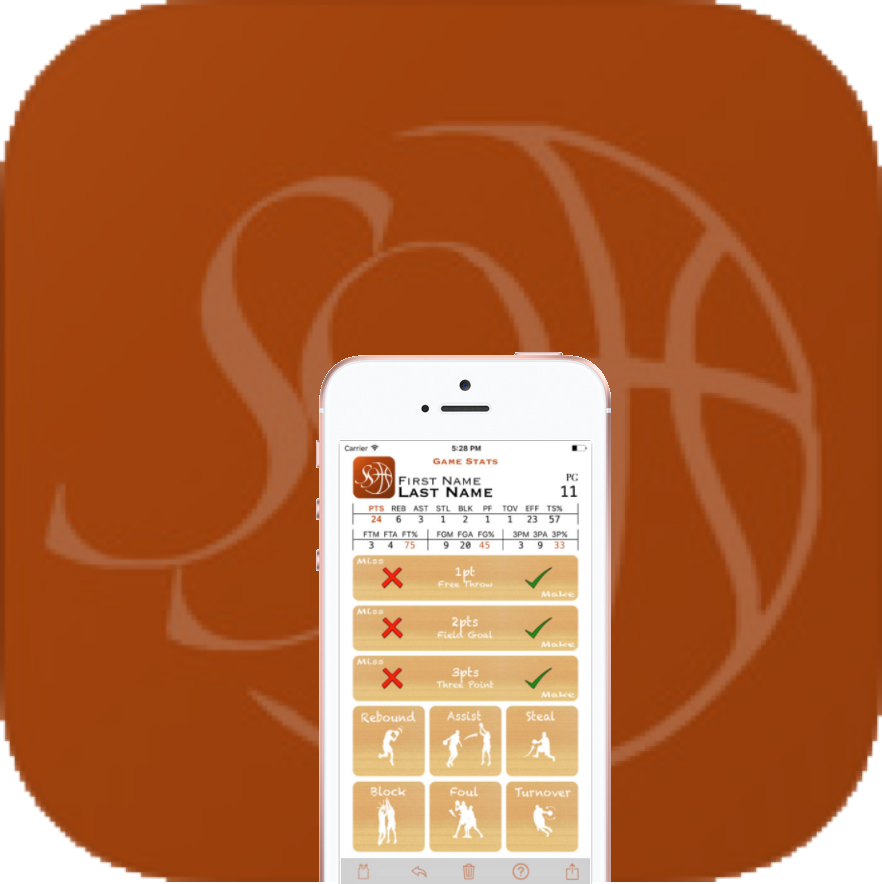 Carrier 5:28 PM
GAME STATS
FIRST NAME PG
LAST NAME 11
PTS REB AST STL BLK PF TOV EFF TS%
24 6 3 1 2 1 1 23 57
FTM FTA FT% FGM FGA FG% 3PM 3PA 3P%
3 4 75 9 20 45 3 9 33
Miss
1pt
Free Throw
Make
Miss
2pts
Field Goal
Make
Miss
3pts
Three Point
Make
Rebound Assist Steal
Block Foul Turnover
?